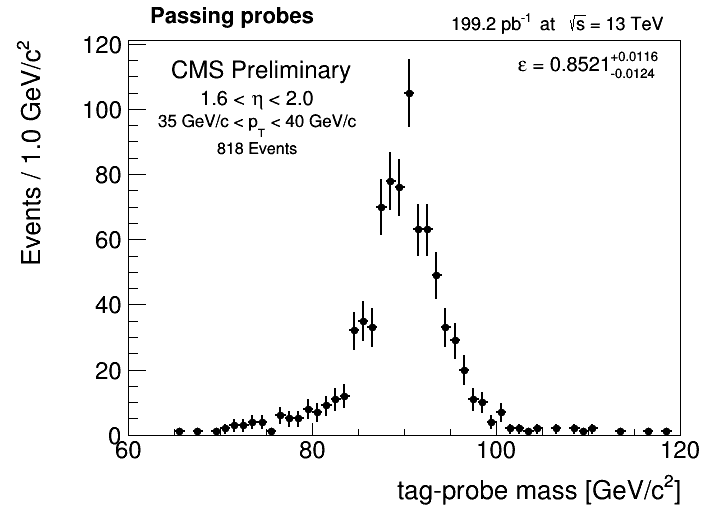 Passing probes
199.2 pb⁻¹ at √s = 13 TeV
CMS Preliminary
1.6 < η < 2.0
35 GeV/c < p_T < 40 GeV/c
818 Events
ε = 0.8521 +0.0116 -0.0124
Events / 1.0 GeV/c²
120
100
80
60
40
20
0
60 80 100 120
tag-probe mass [GeV/c²]